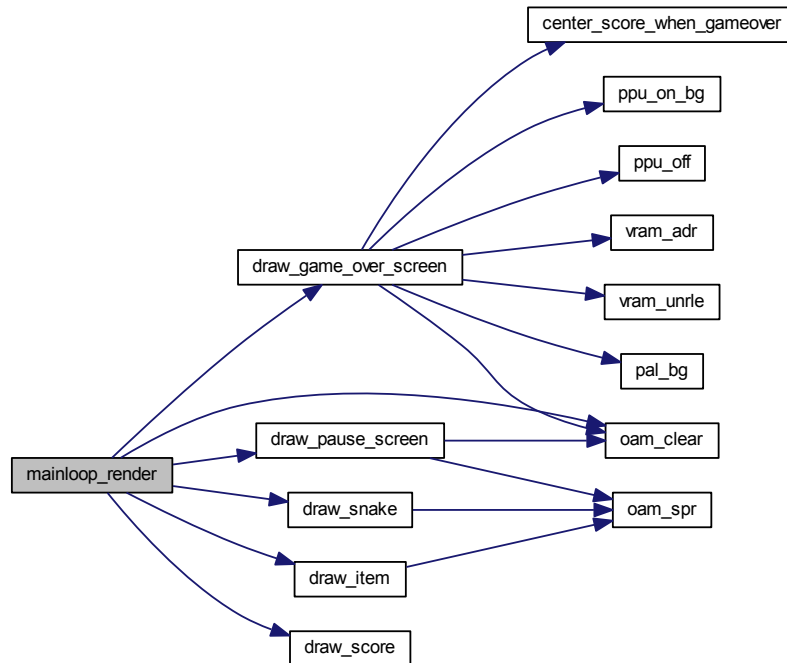 center_score_when_gameover
ppu_on_bg
ppu_off
vram_adr
draw_game_over_screen
vram_unrle
pal_bg
draw_pause_screen
oam_clear
mainloop_render
draw_snake
oam_spr
draw_item
draw_score